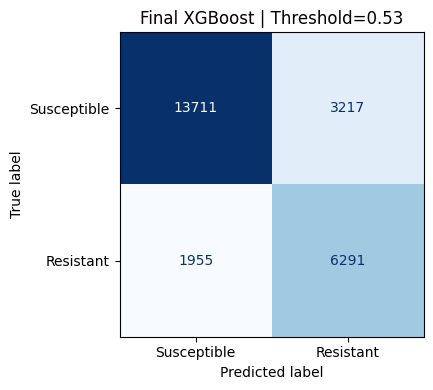 Final XGBoost | Threshold=0.53
True label
Susceptible
13711
3217
Resistant
1955
6291
Susceptible
Resistant
Predicted label